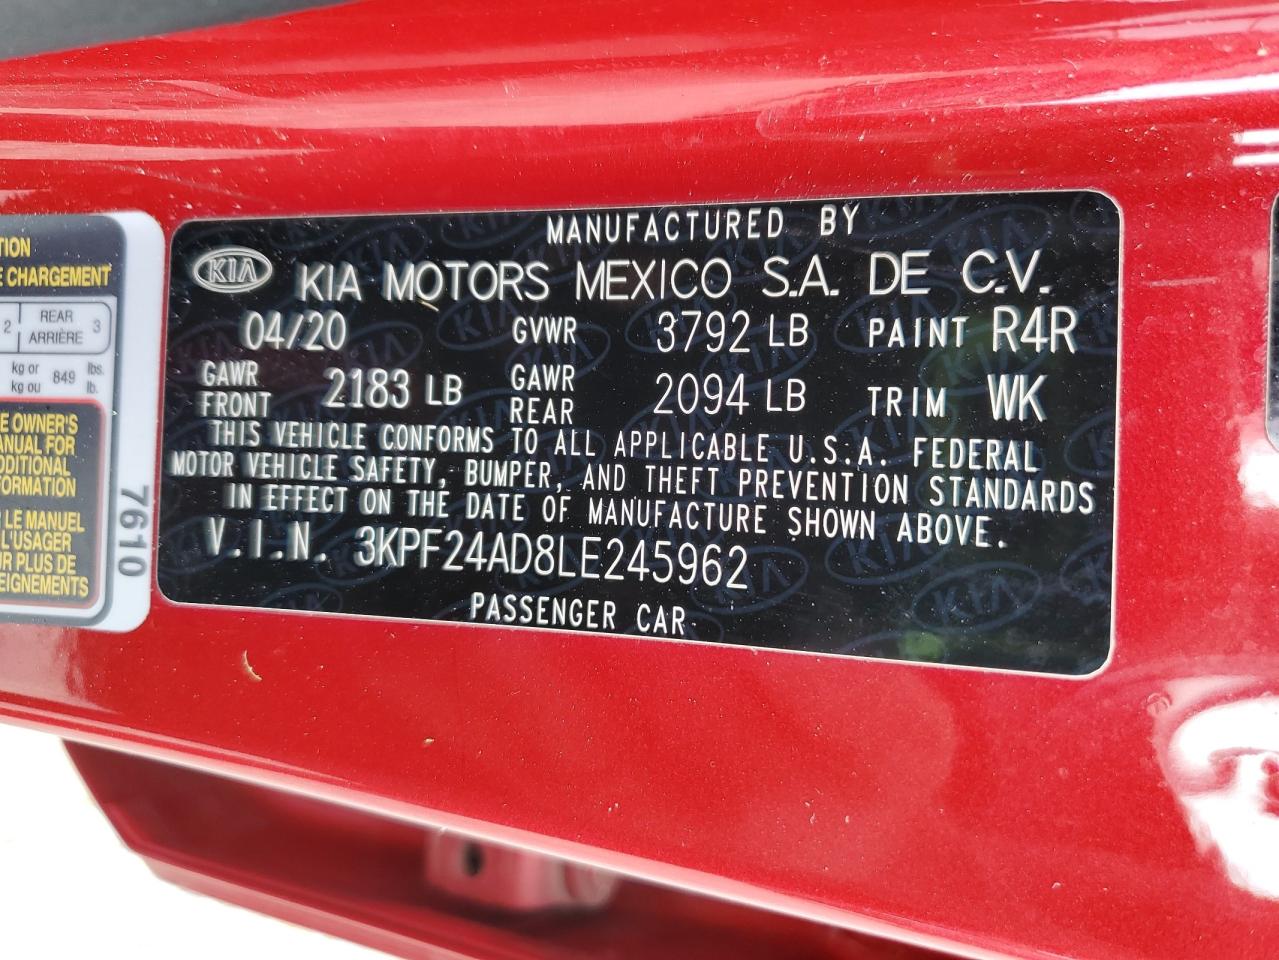 MANUFACTURED BY
KIA KIA MOTORS MEXICO S.A. DE C.V.
04/20 GVWR 3792 LB PAINT R4R
GAWR FRONT 2183 LB GAWR REAR 2094 LB TRIM WK
THIS VEHICLE CONFORMS TO ALL APPLICABLE U.S.A. FEDERAL
MOTOR VEHICLE SAFETY, BUMPER, AND THEFT PREVENTION STANDARDS
IN EFFECT ON THE DATE OF MANUFACTURE SHOWN ABOVE.
V.I.N. 3KPF24AD8LE245962
PASSENGER CAR
TION
E CHARGEMENT
2 REAR ARRIÈRE 3
kg or kg ou 849 lbs. lb.
E OWNER'S
ANUAL FOR
DDITIONAL
FORMATION
LE MANUEL
L'USAGER
UR PLUS DE
SEIGNEMENTS
7610